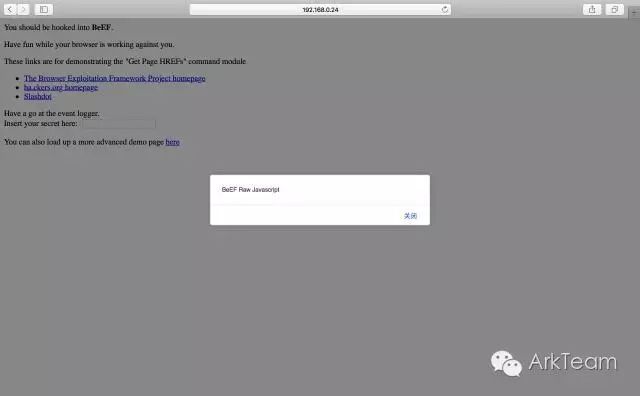 192.168.0.24
You should be hooked into BeEF.
Have fun while your browser is working against you.
These links are for demonstrating the "Get Page HREFs" command module
The Browser Exploitation Framework Project homepage
ha.ckers.org homepage
Slashdot
Have a go at the event logger.
Insert your secret here:
You can also load up a more advanced demo page here
BeEF Raw Javascript
关闭
ArkTeam